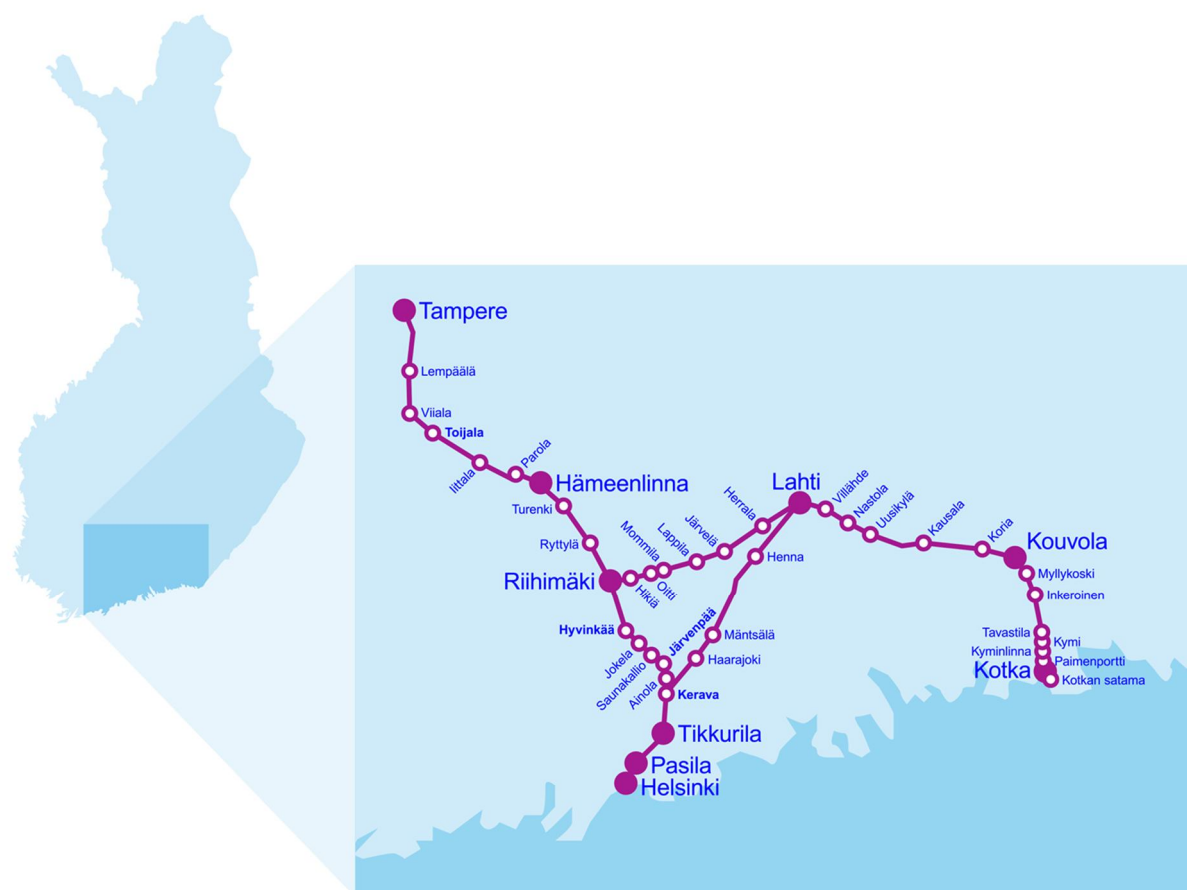 Tampere
Lempäälä
Viiala
Toijala
Iittala
Parola
Hämeenlinna
Turenki
Ryttylä
Riihimäki
Hikiä
Mommila
Oitti
Lappila
Järvelä
Herrala
Lahti
Villähde
Nastola
Uusikylä
Kausala
Koria
Kouvola
Myllykoski
Inkeroinen
Tavastila
Kymi
Kyminlinna
Paimenportti
Kotka
Kotkan satama
Henna
Mäntsälä
Haarajoki
Hyvinkää
Jokela
Saunakallio
Järvenpää
Ainola
Kerava
Tikkurila
Pasila
Helsinki